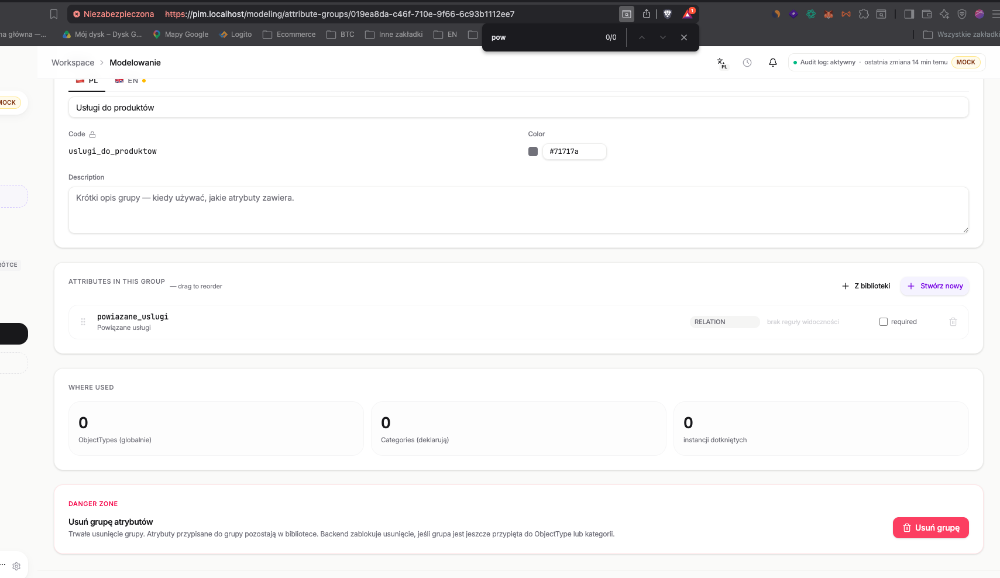 Niezabezpieczona https://pim.localhost/modeling/attribute-groups/019ea8da-c46f-710e-9f66-6c93b1112ee7
1
na główna —...
Mój dysk – Dysk G...
Mapy Google
Logito
Ecommerce
BTC
Inne zakładki
EN
Wszystkie zakładki
pow
0/0
Workspace > Modelowanie
PL
Audit log: aktywny · ostatnia zmiana 14 min temu MOCK
MOCK
PL
EN
Usługi do produktów
Code
Color
uslugi_do_produktow
#71717a
Description
Krótki opis grupy — kiedy używać, jakie atrybuty zawiera.
RÓTCE
ATTRIBUTES IN THIS GROUP — drag to reorder
+ Z biblioteki
+ Stwórz nowy
powiazane_uslugi
Powiązane usługi
RELATION
brak reguły widoczności
required
WHERE USED
0
ObjectTypes (globalnie)
0
Categories (deklarują)
0
instancji dotkniętych
DANGER ZONE
Usuń grupę atrybutów
Trwałe usunięcie grupy. Atrybuty przypisane do grupy pozostają w bibliotece. Backend zablokuje usunięcie, jeśli grupa jest jeszcze przypięta do ObjectType lub kategorii.
Usuń grupę
...